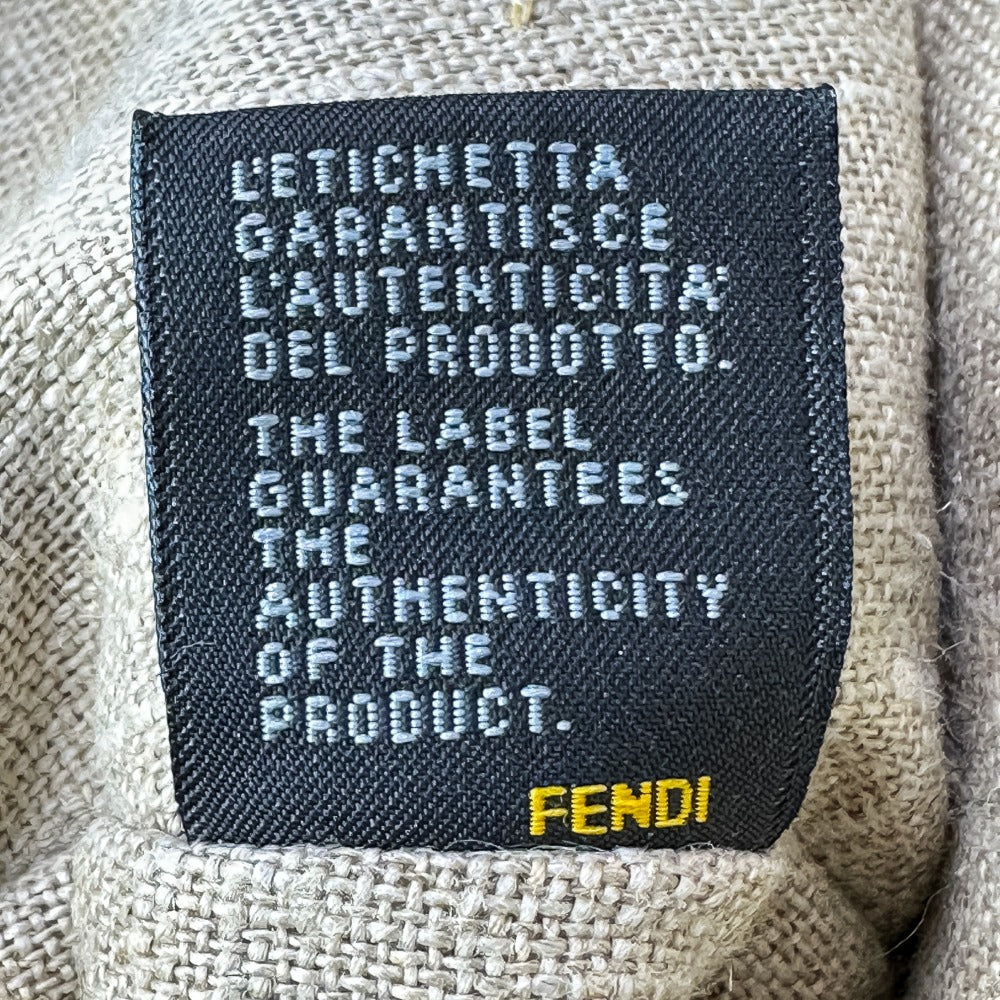 L'ETICHETTA
GARANTISCE
L'AUTENTICITA'
DEL PRODOTTO.
THE LABEL
GUARANTEES
THE
AUTHENTICITY
OF THE
PRODUCT.
FENDI